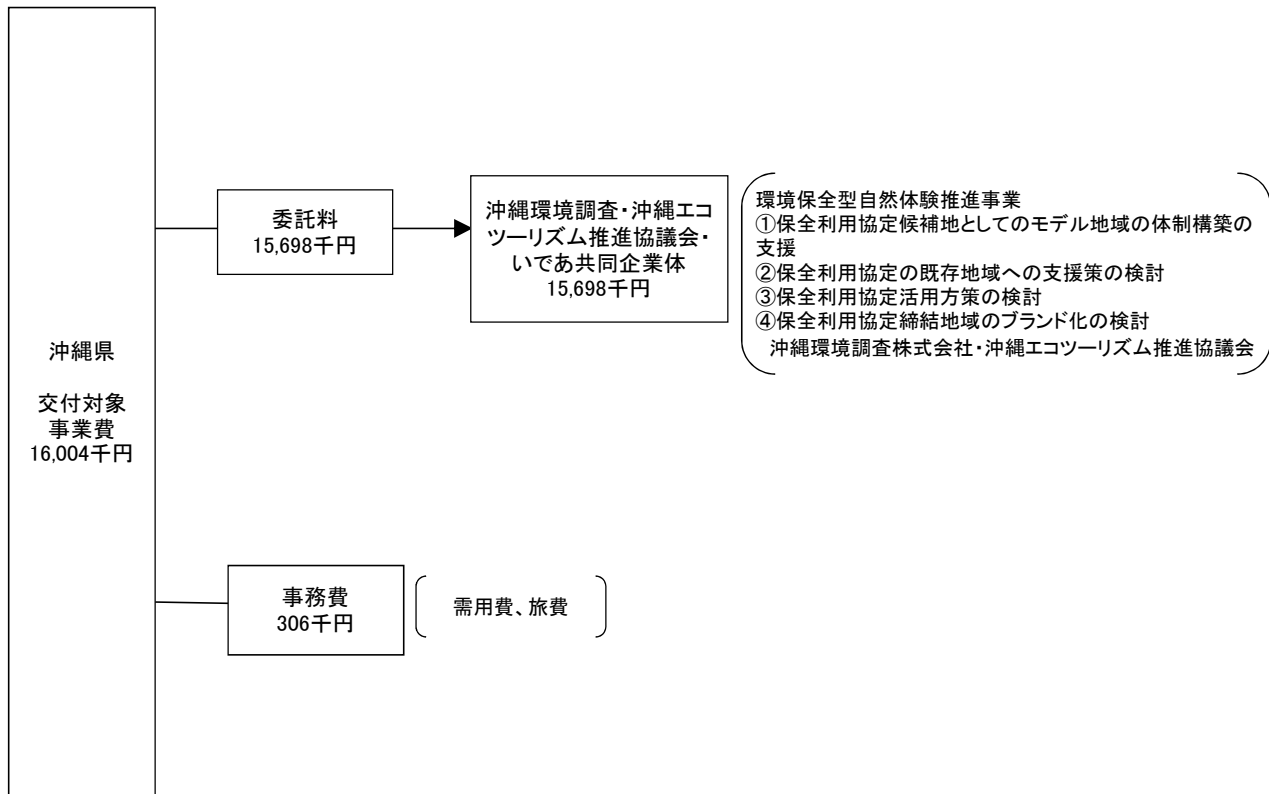 沖縄県
交付対象
事業費
16,004千円
委託料
15,698千円
沖縄環境調査・沖縄エコ
ツーリズム推進協議会・
いであ共同企業体
15,698千円
環境保全型自然体験推進事業
①保全利用協定候補地としてのモデル地域の体制構築の
支援
②保全利用協定の既存地域への支援策の検討
③保全利用協定活用方策の検討
④保全利用協定締結地域のブランド化の検討
沖縄環境調査株式会社・沖縄エコツーリズム推進協議会
事務費
306千円
需用費、旅費